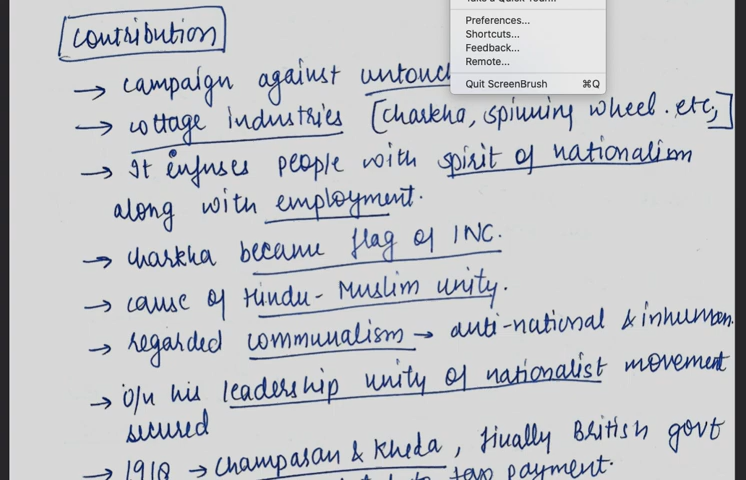 Contribution
Preferences...
Shortcuts...
Feedback...
Remote...
Quit ScreenBrush ⌘Q
→ campaign against untouc
→ cottage industries [charkha, spinning wheel. etc,]
→ It enfuses people with spirit of nationalism
along with employment.
→ charkha became flag of INC.
→ cause of Hindu-Muslim unity.
→ regarded communalism → anti-national & inhuman.
→ o/n his leadership unity of nationalist movement
secured
→ 1918 → Champaran & Kheda, finally British govt
tax payment.